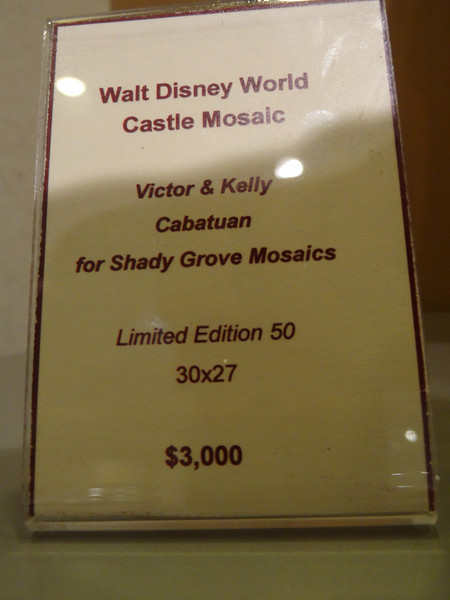 Walt Disney World
Castle Mosaic
Victor & Kelly
Cabatuan
for Shady Grove Mosaics
Limited Edition 50
30x27
$3,000